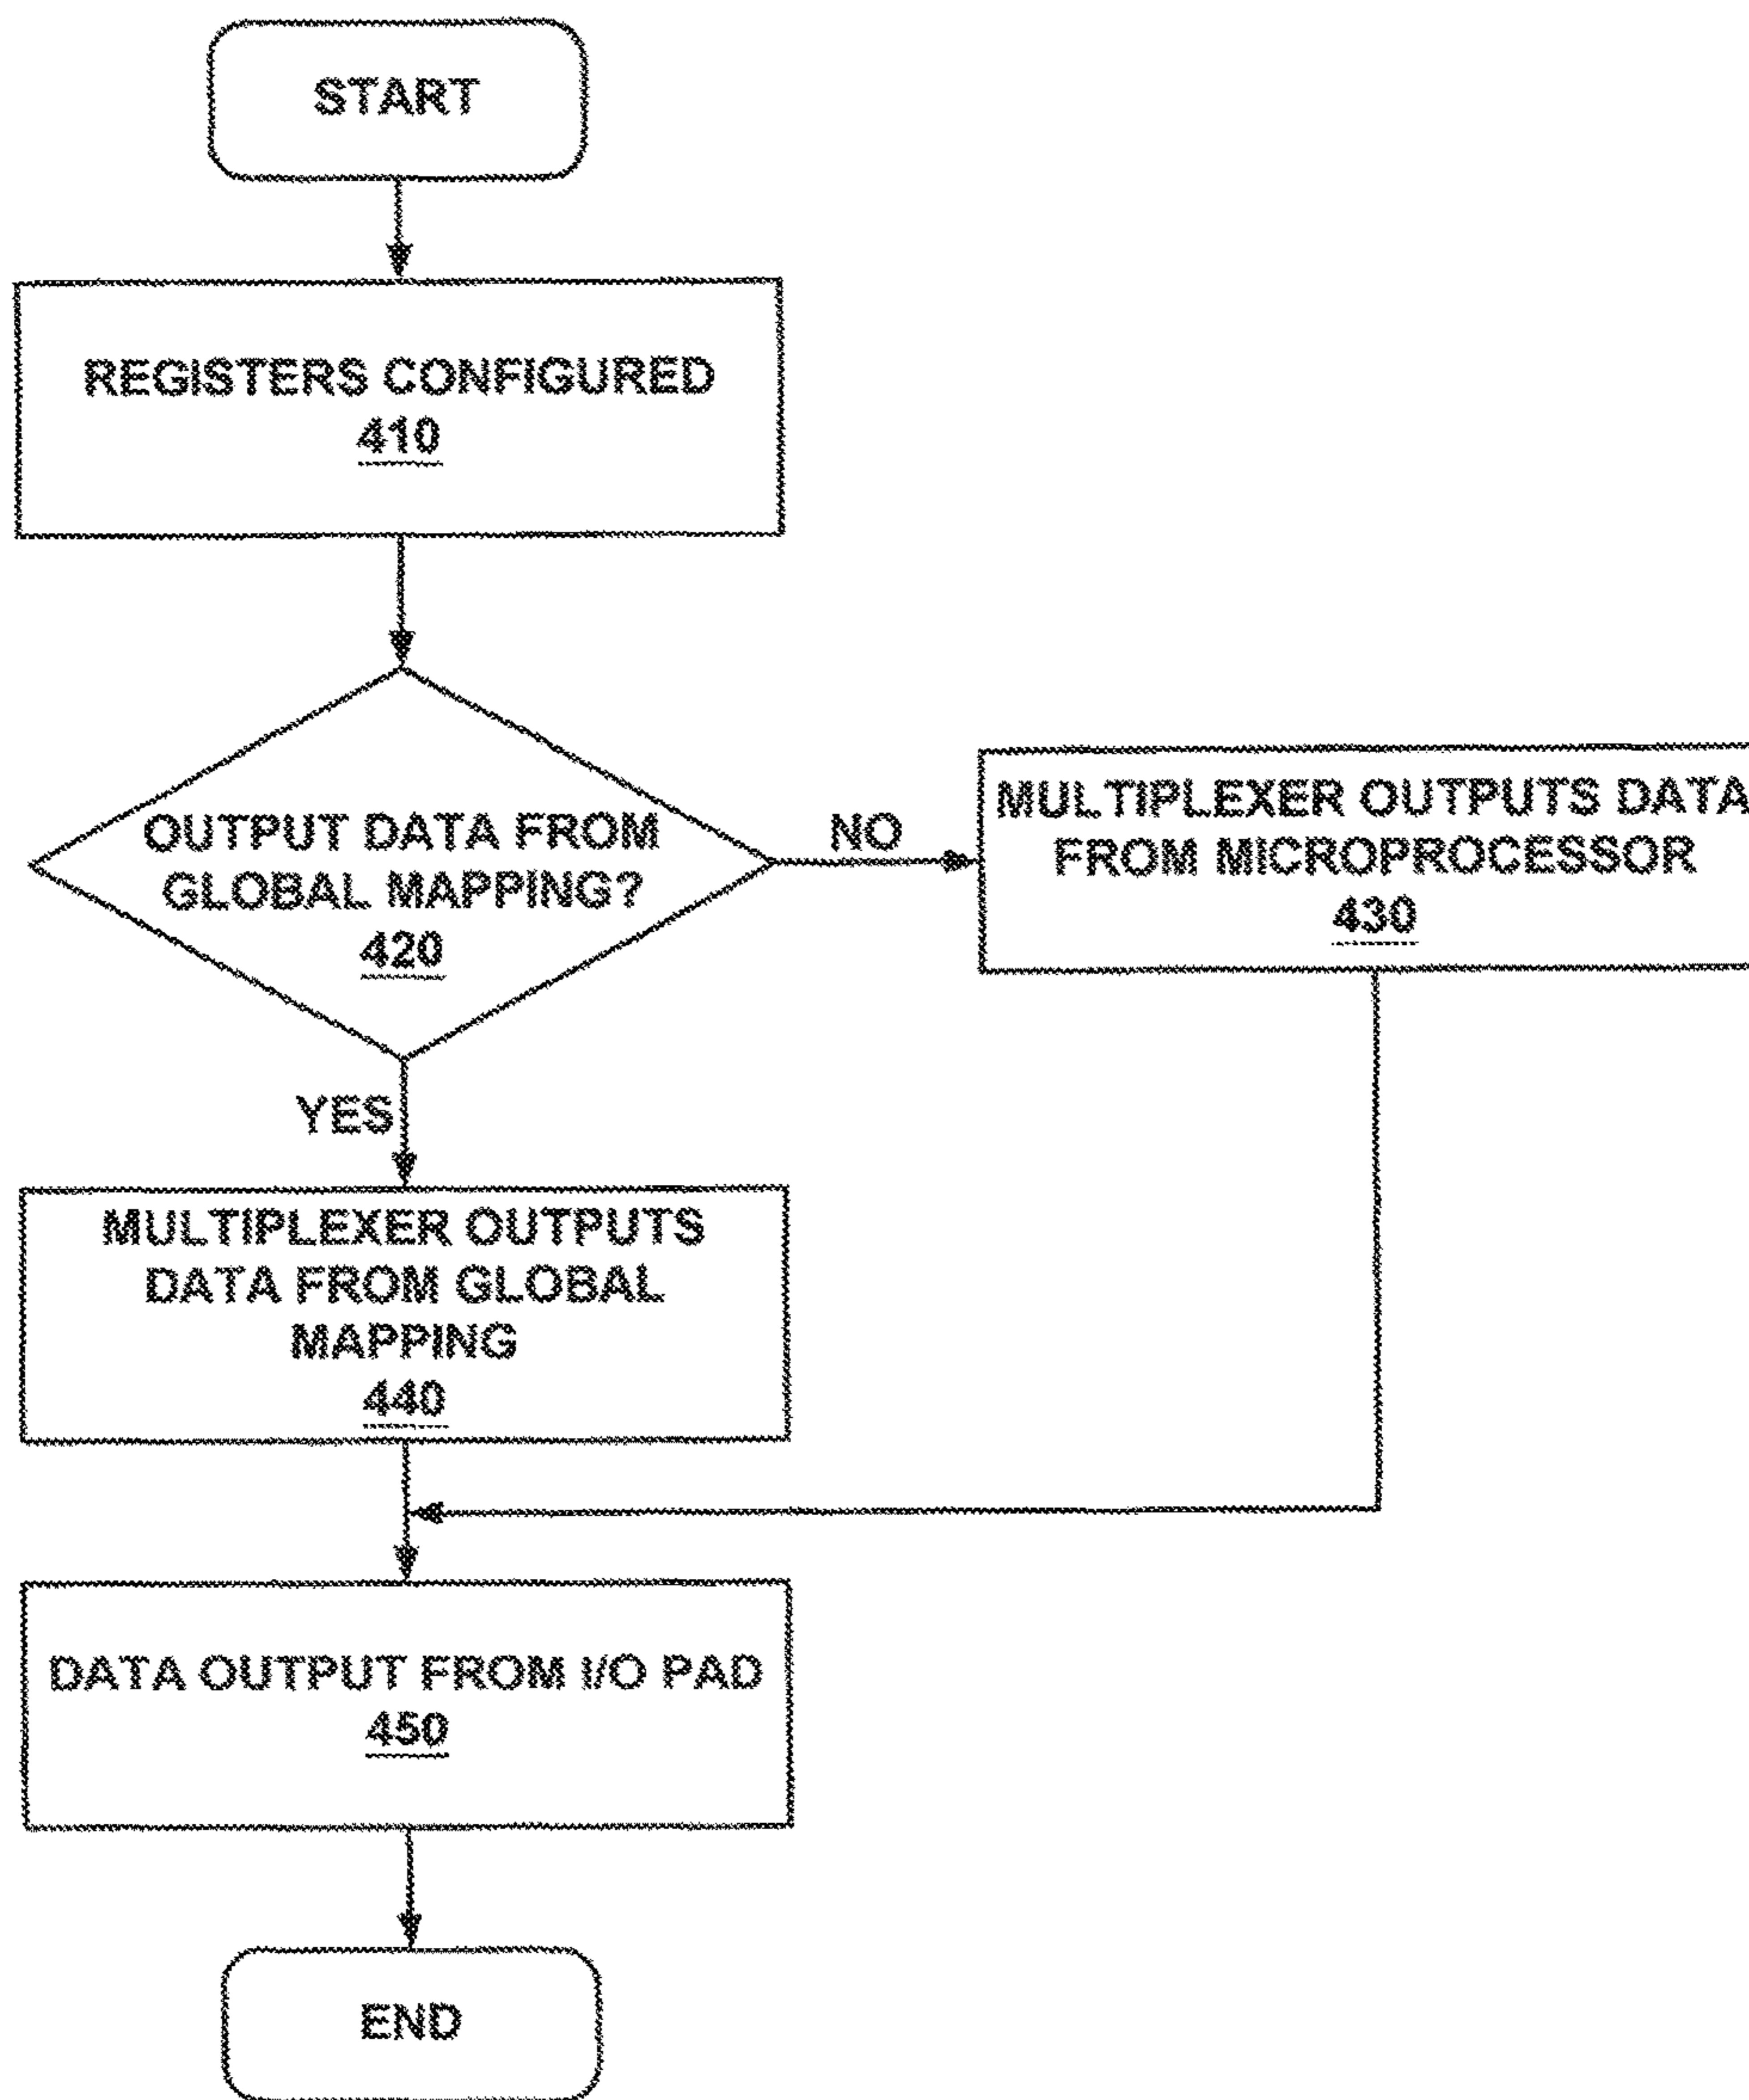 START
REGISTERS CONFIGURED
410
OUTPUT DATA FROM
GLOBAL MAPPING?
420
NO
MULTIPLEXER OUTPUTS DATA
FROM MICROPROCESSOR
430
YES
MULTIPLEXER OUTPUTS
DATA FROM GLOBAL
MAPPING
440
DATA OUTPUT FROM I/O PAD
450
END